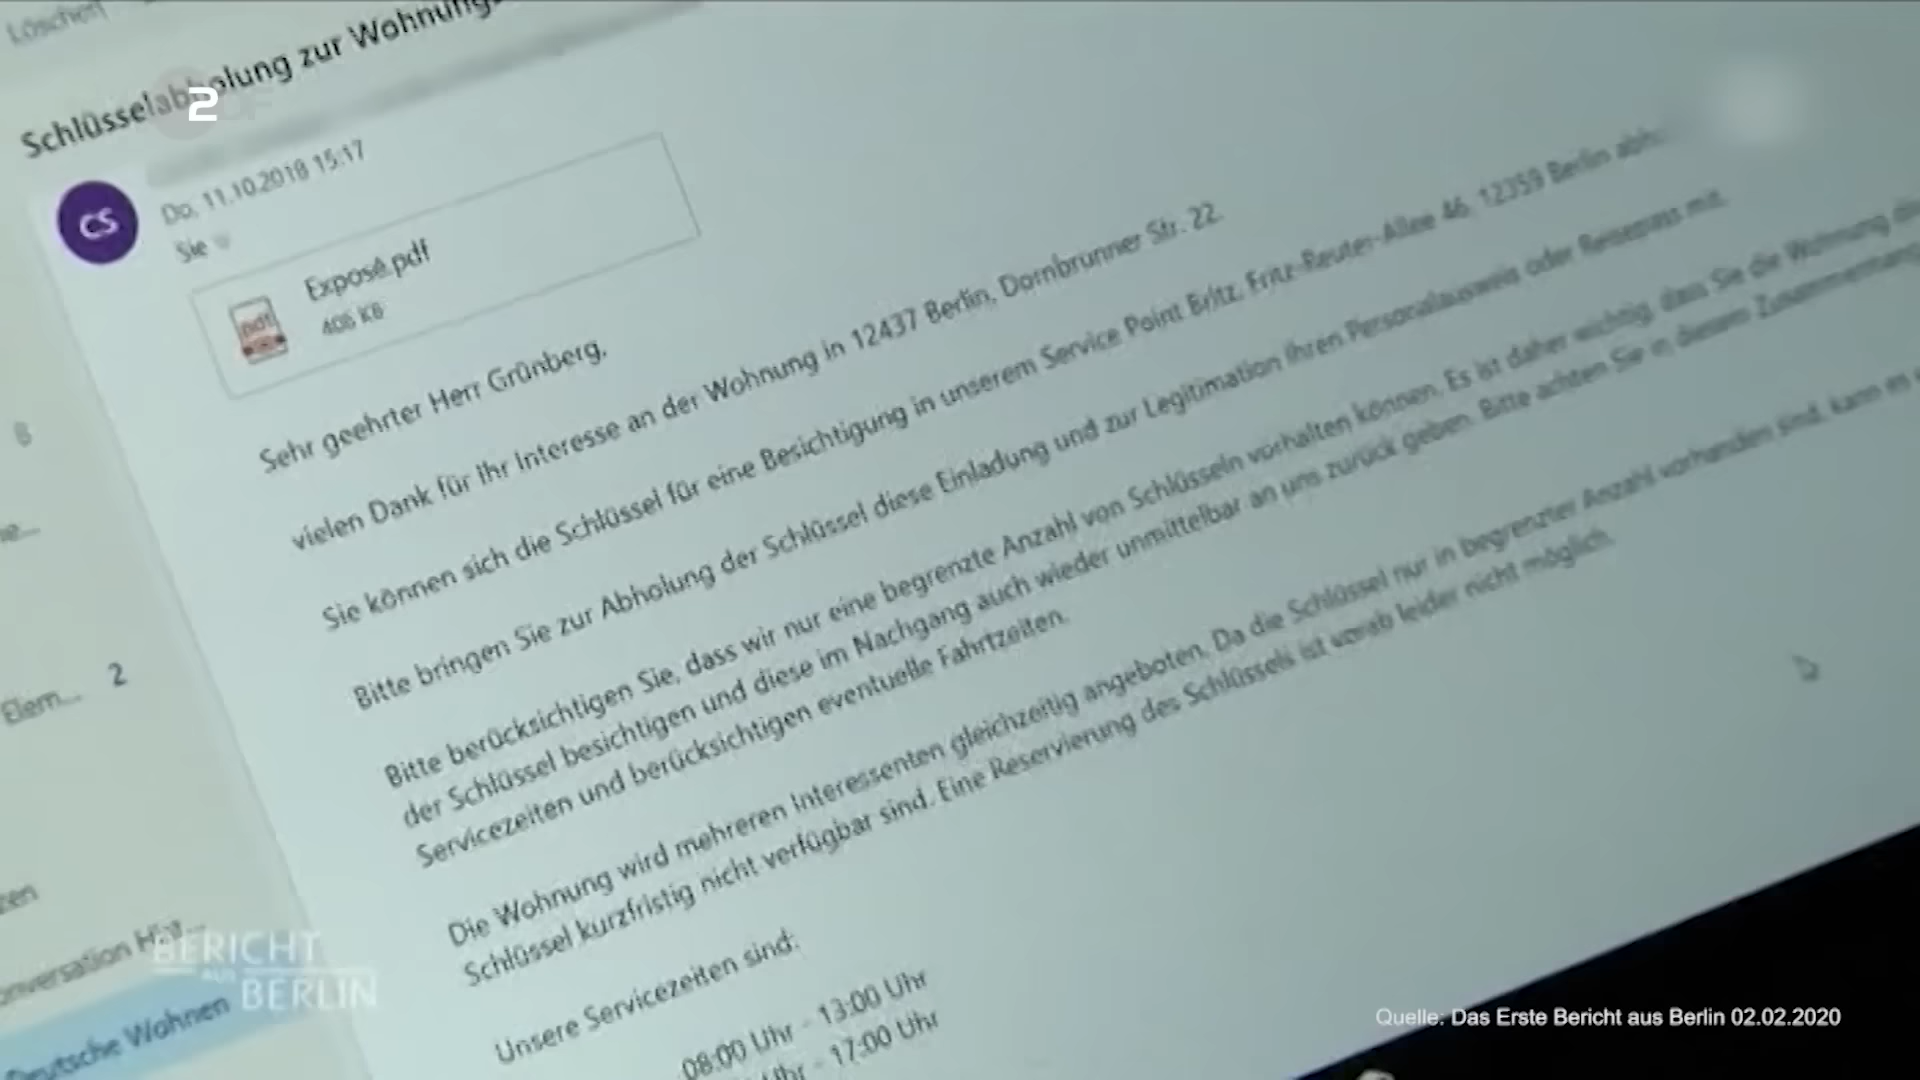 Löschen
Schlüsselabholung zur Wohnungs
2
CS
Do, 11.10.2018 15:17
Sie
pdf
Exposé.pdf
406 KB
Sehr geehrter Herr Grünberg,
vielen Dank für Ihr Interesse an der Wohnung in 12437 Berlin, Dornbrunner Str. 22.
Sie können sich die Schlüssel für eine Besichtigung in unserem Service Point Britz, Fritz-Reuter-Allee 46, 12359 Berlin
Bitte bringen Sie zur Abholung der Schlüssel diese Einladung und zur Legitimation Ihren Personalausweis oder Reisepass mit.
Bitte berücksichtigen Sie, dass wir nur eine begrenzte Anzahl von Schlüsseln vorhalten können. Es ist daher wichtig, dass Sie die Wohnung
der Schlüssel besichtigen und diese im Nachgang auch wieder unmittelbar an uns zurück geben. Bitte achten Sie in diesem Zusammenhang
Servicezeiten und berücksichtigen eventuelle Fahrtzeiten.
Die Wohnung wird mehreren Interessenten gleichzeitig angeboten. Da die Schlüssel nur in begrenzter Anzahl vorhanden sind, kann es
Schlüssel kurzfristig nicht verfügbar sind. Eine Reservierung des Schlüssels ist vorab leider nicht möglich.
Unsere Servicezeiten sind:
08:00 Uhr - 13:00 Uhr
Uhr - 17:00 Uhr
6
Elem... 2
onversation Hist...
Deutsche Wohnen
BERICHT
AUS
BERLIN
Quelle: Das Erste Bericht aus Berlin 02.02.2020